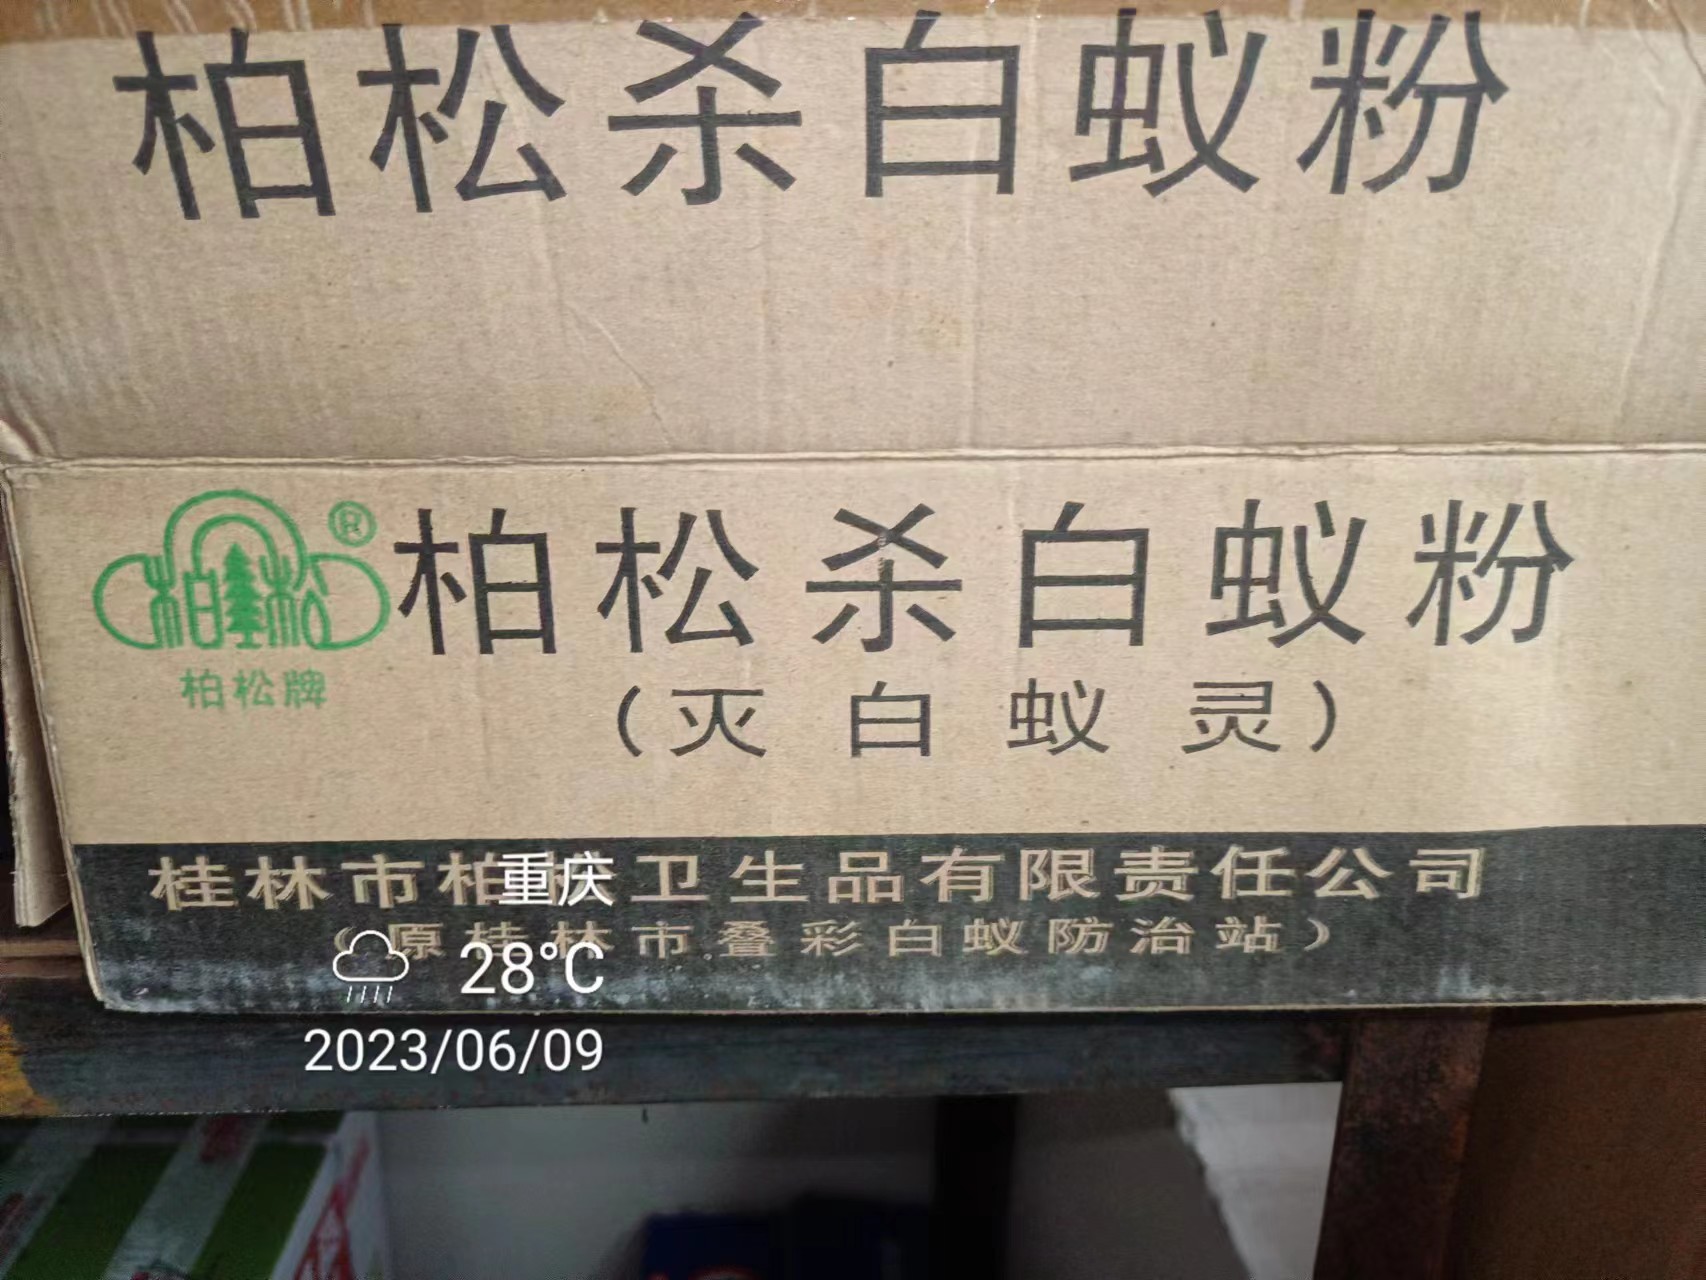 柏松杀白蚁粉
柏松
®
柏松杀白蚁粉
柏松牌
(灭白蚁灵)
桂林市柏 卫生品有限责任公司
重庆
(原桂林市叠彩白蚁防治站)
28°C
2023/06/09